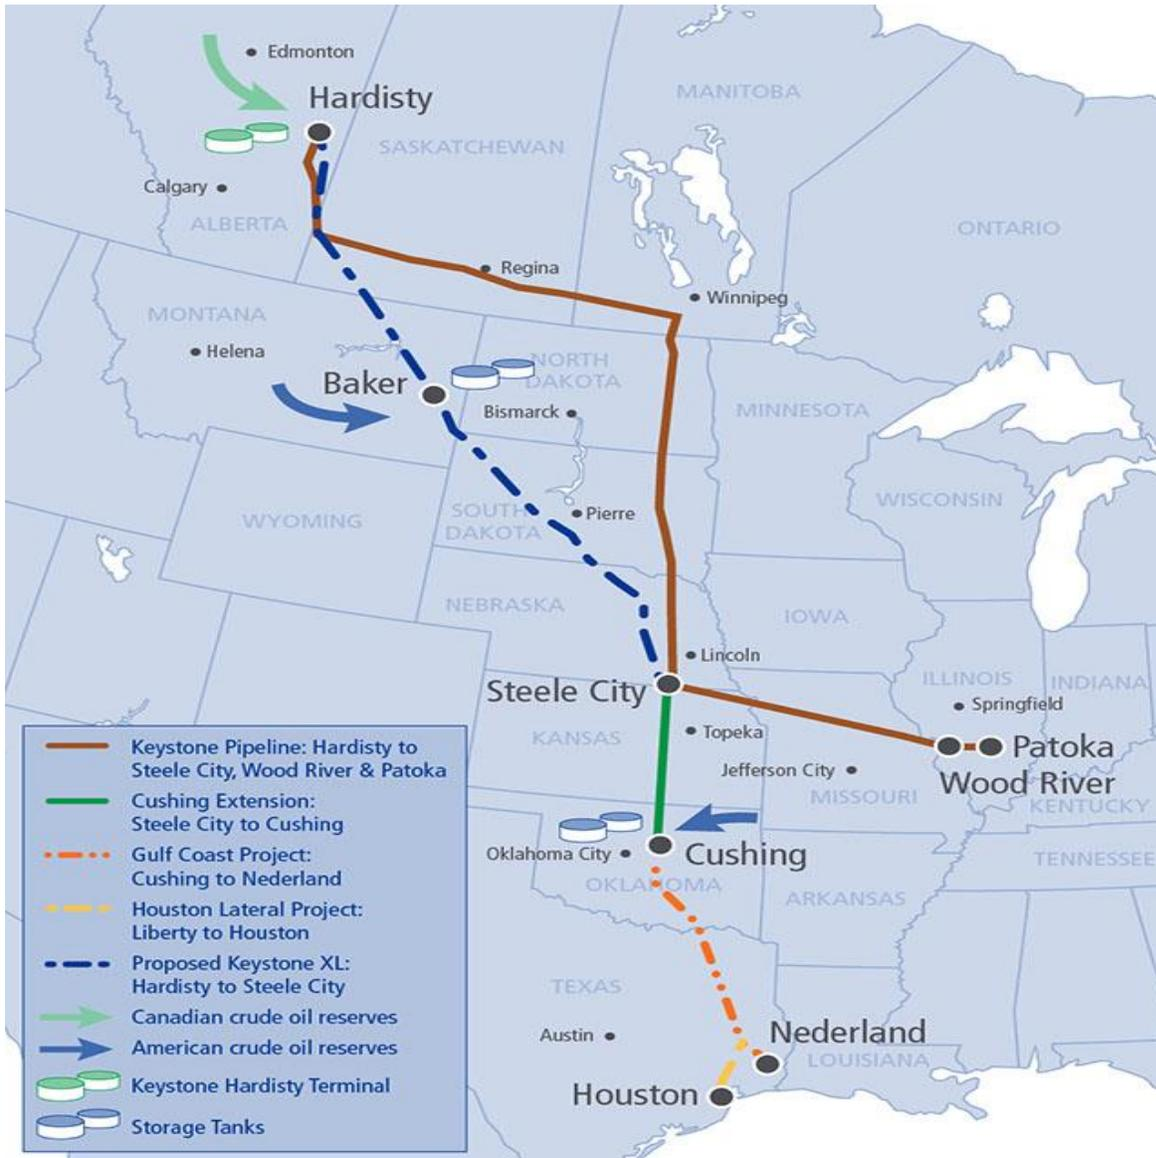 Edmonton
Hardisty
MANITOBA
SASKATCHEWAN
Calgary
ALBERTA
ONTARIO
Regina
Winnipeg
MONTANA
Helena
NORTH
DAKOTA
Baker
Bismarck
MINNESOTA
WISCONSIN
SOUTH
DAKOTA
Pierre
WYOMING
NEBRASKA
IOWA
Lincoln
Steele City
ILLINOIS
INDIANA
Springfield
KANSAS
Topeka
Patoka
Wood River
Jefferson City
MISSOURI
KENTUCKY
Oklahoma City
Cushing
TENNESSEE
OKLAHOMA
ARKANSAS
TEXAS
Austin
Nederland
LOUISIANA
Houston
Keystone Pipeline: Hardisty to
Steele City, Wood River & Patoka
Cushing Extension:
Steele City to Cushing
Gulf Coast Project:
Cushing to Nederland
Houston Lateral Project:
Liberty to Houston
Proposed Keystone XL:
Hardisty to Steele City
Canadian crude oil reserves
American crude oil reserves
Keystone Hardisty Terminal
Storage Tanks